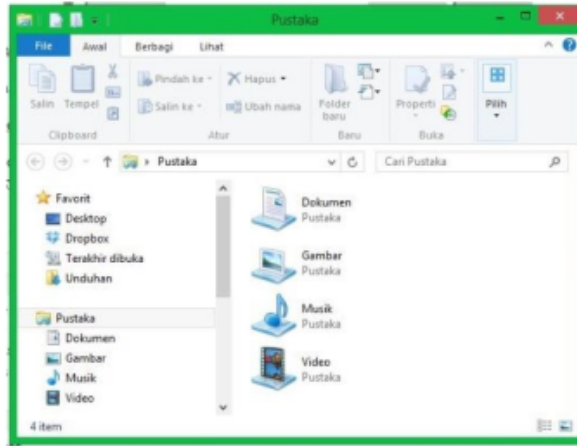 Pustaka
File Awal Berbagi Lihat
Salin Tempel
Pindah ke
Salin ke
Hapus
Ubah nama
Folder baru
Properti
Pilih
Clipboard Atur Baru Buka
Pustaka
Cari Pustaka
Favorit
Desktop
Dropbox
Terakhir dibuka
Unduhan
Pustaka
Dokumen
Gambar
Musik
Video
Dokumen
Pustaka
Gambar
Pustaka
Musik
Pustaka
Video
Pustaka
4 item